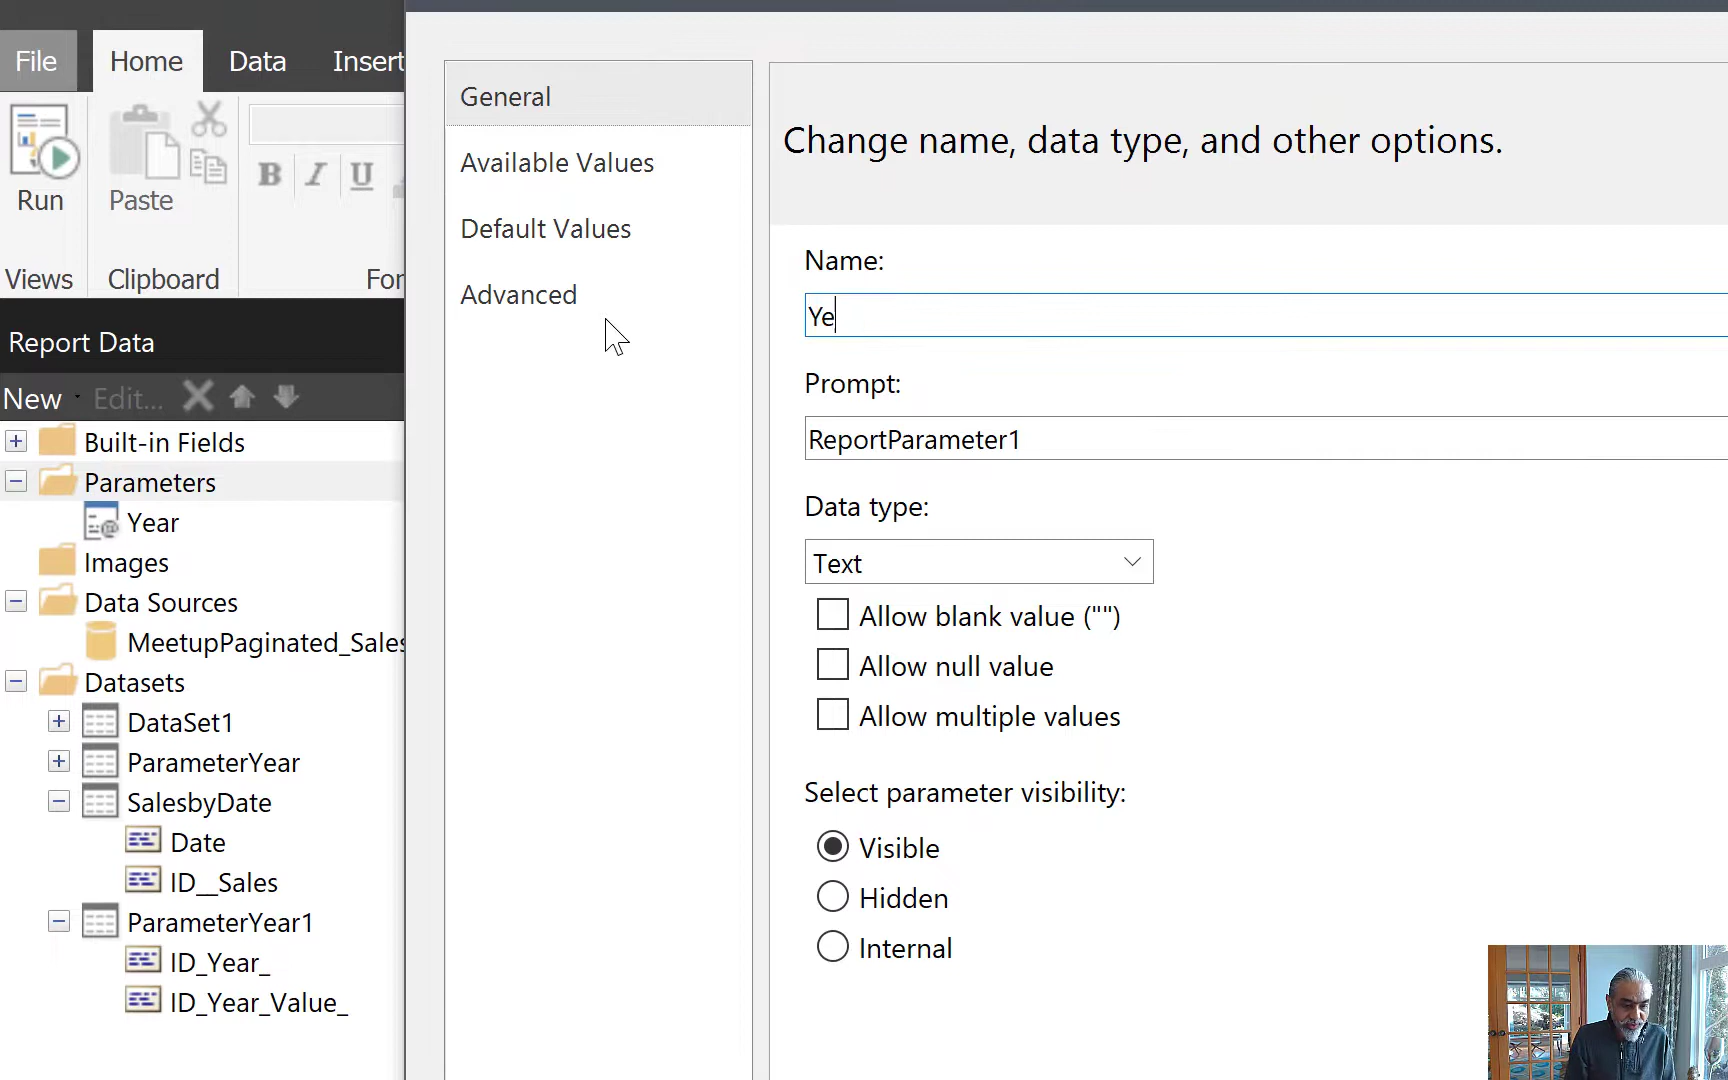 File
Home
Data
Insert
Run
Paste
B I U
Views
Clipboard
For
Report Data
New
Edit...
Built-in Fields
Parameters
Year
Images
Data Sources
MeetupPaginated_Sales
Datasets
DataSet1
ParameterYear
SalesbyDate
Date
ID__Sales
ParameterYear1
ID_Year_
ID_Year_Value_
General
Available Values
Default Values
Advanced
Change name, data type, and other options.
Name:
Ye
Prompt:
ReportParameter1
Data type:
Text
Allow blank value ("")
Allow null value
Allow multiple values
Select parameter visibility:
Visible
Hidden
Internal